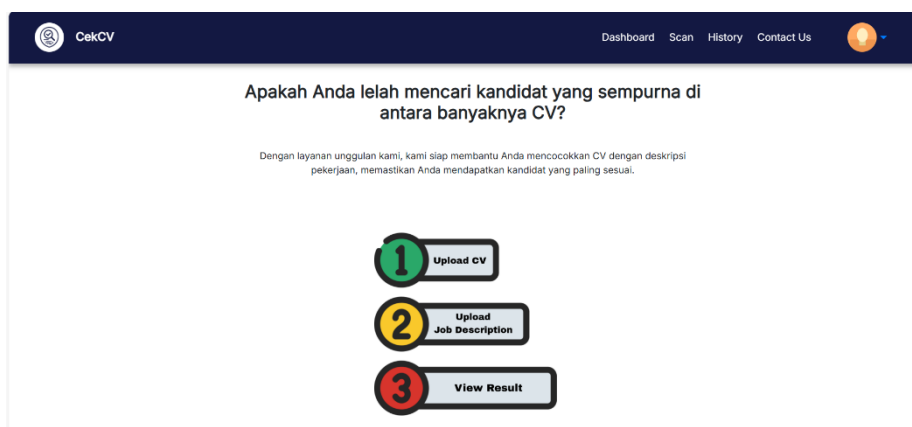 CekCV
Dashboard Scan History Contact Us
Apakah Anda lelah mencari kandidat yang sempurna di
antara banyaknya CV?
Dengan layanan unggulan kami, kami siap membantu Anda mencocokkan CV dengan deskripsi
pekerjaan, memastikan Anda mendapatkan kandidat yang paling sesuai.
1 Upload CV
2 Upload
Job Description
3 View Result